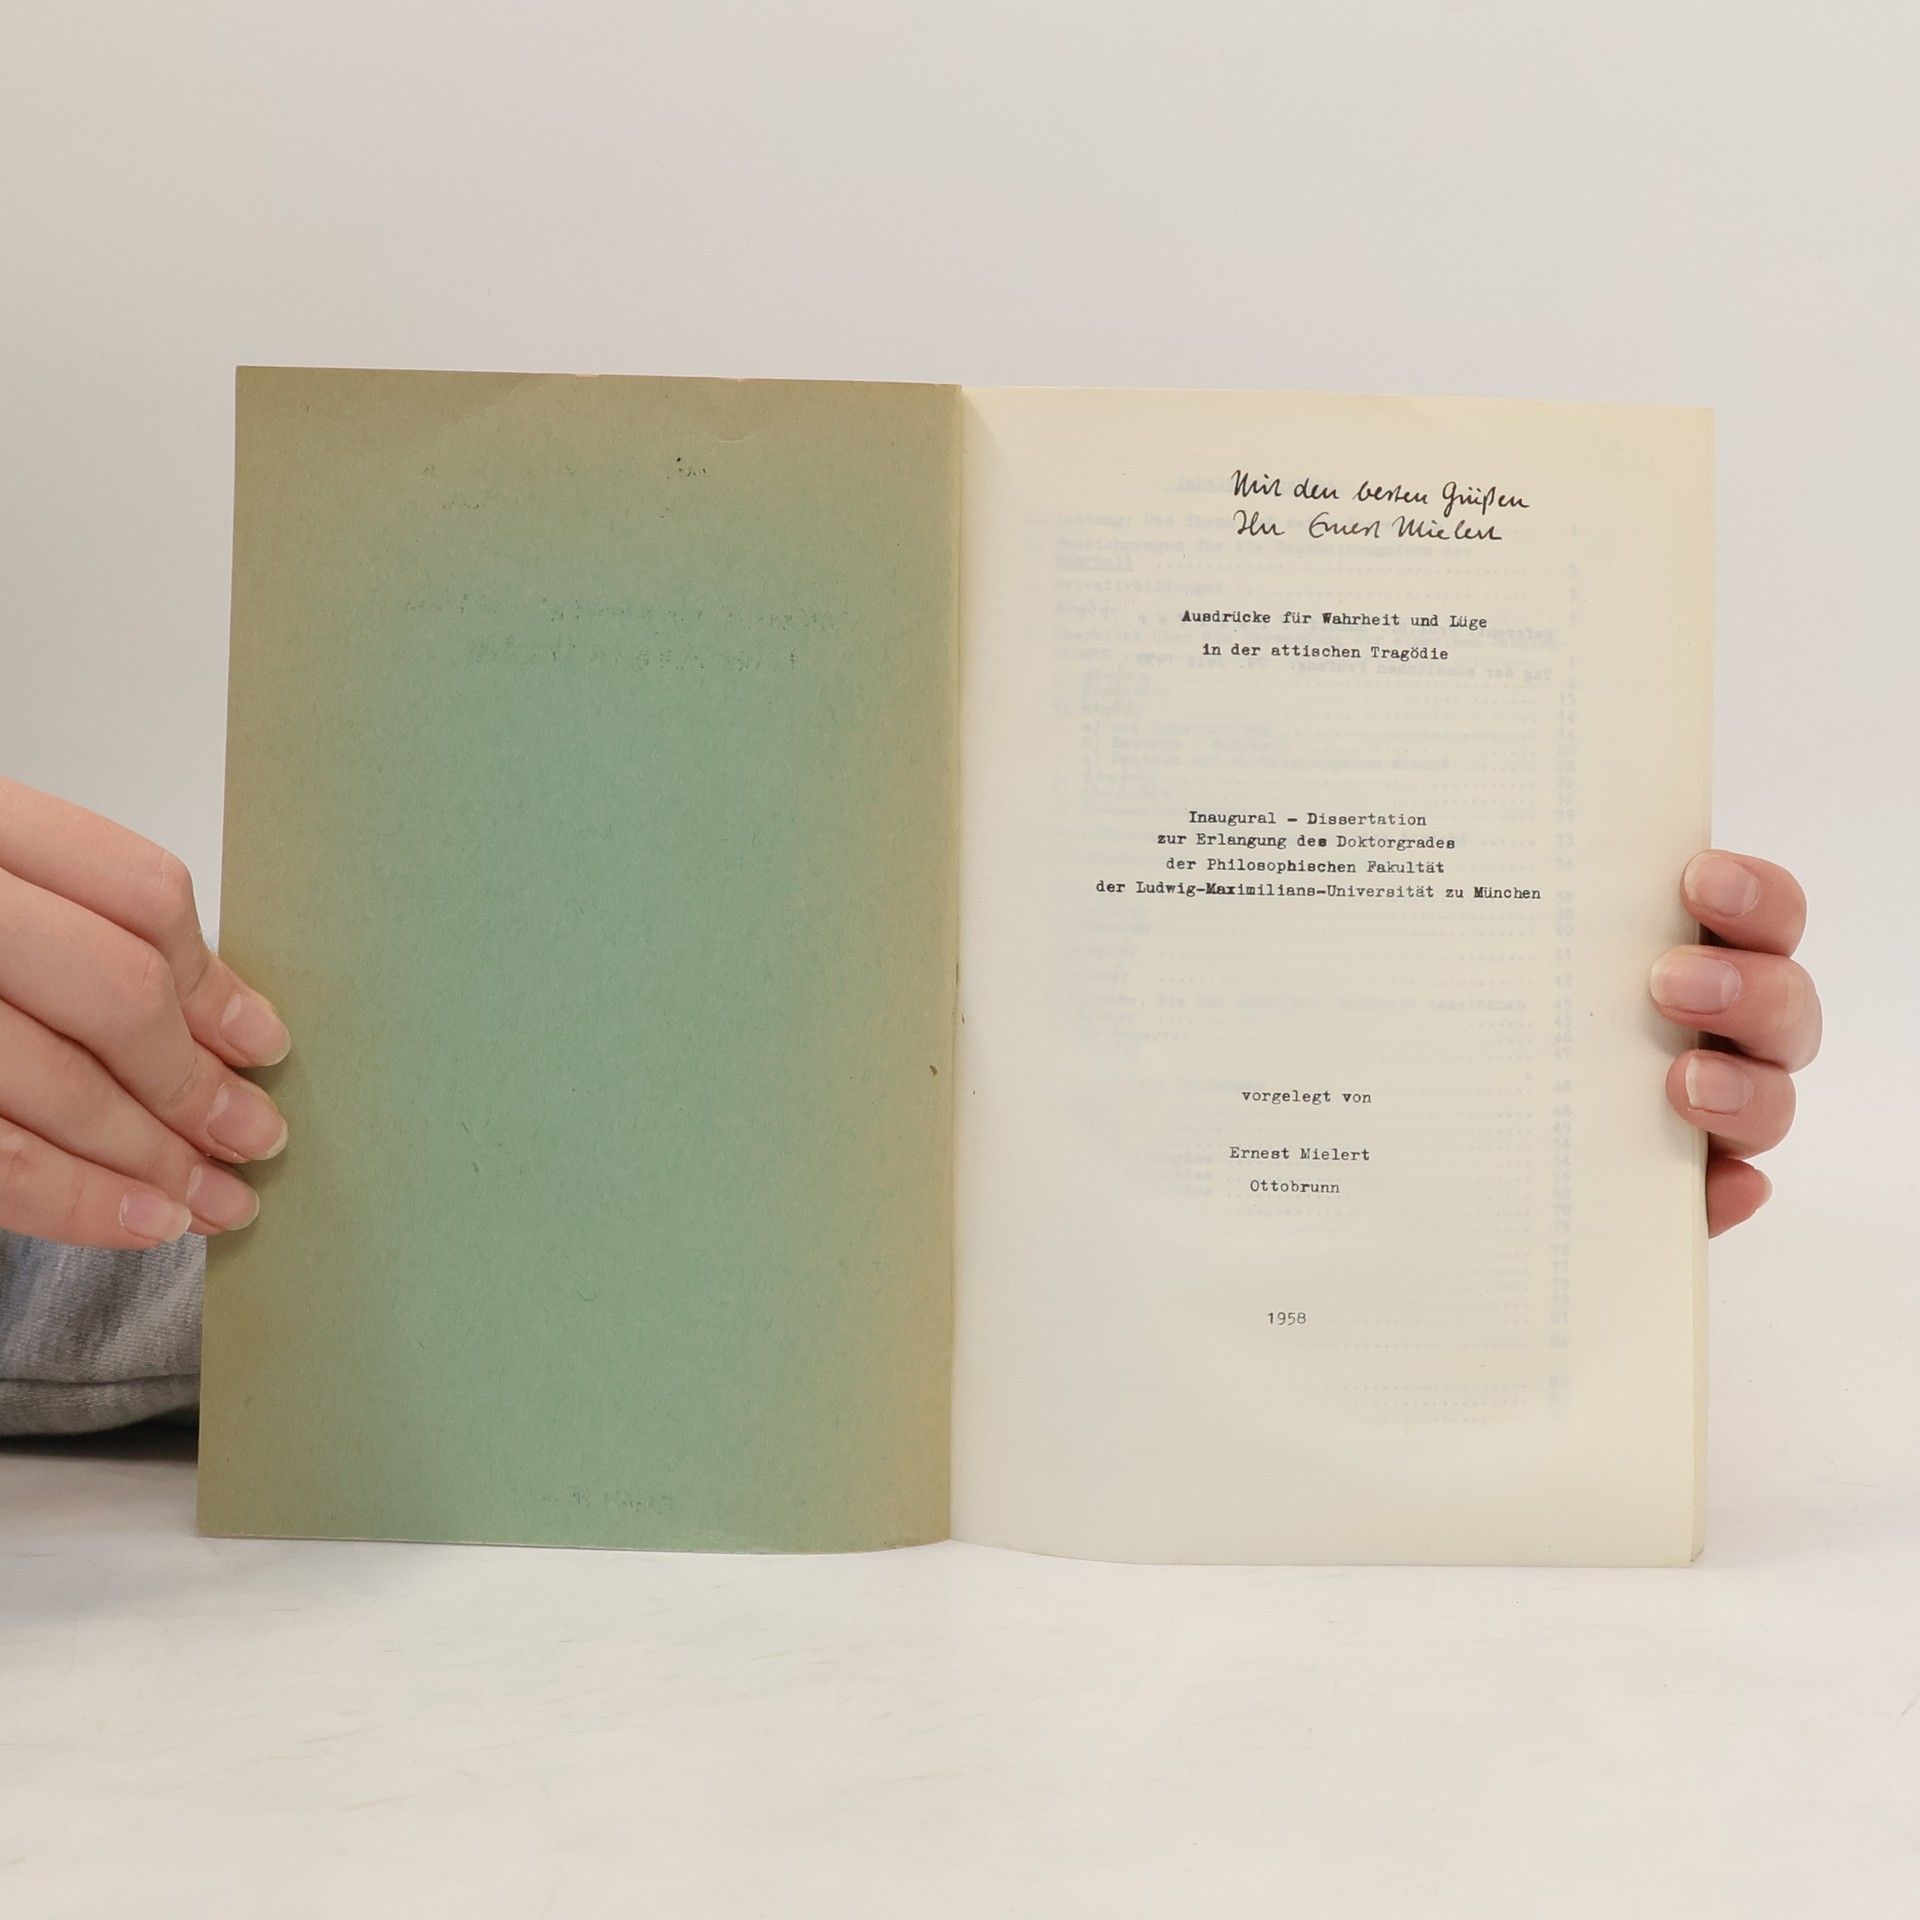 Mit den besten Grüßen
Ihr Ernest Mielert
Ausdrücke für Wahrheit und Lüge
in der attischen Tragödie
Inaugural - Dissertation
zur Erlangung des Doktorgrades
der Philosophischen Fakultät
der Ludwig-Maximilians-Universität zu München
vorgelegt von
Ernest Mielert
Ottobrunn
1958